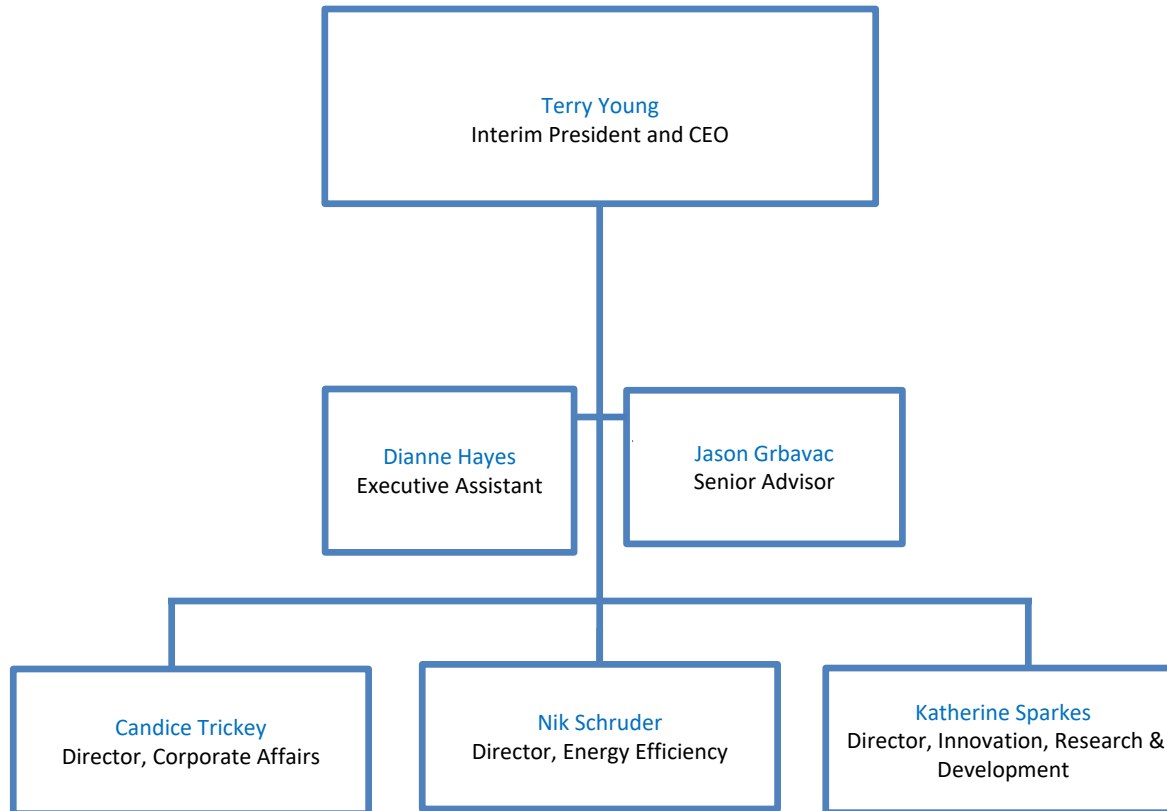 Terry Young
Interim President and CEO
Dianne Hayes
Executive Assistant
Jason Grbavac
Senior Advisor
Candice Trickey
Director, Corporate Affairs
Nik Schruder
Director, Energy Efficiency
Katherine Sparkes
Director, Innovation, Research &
Development